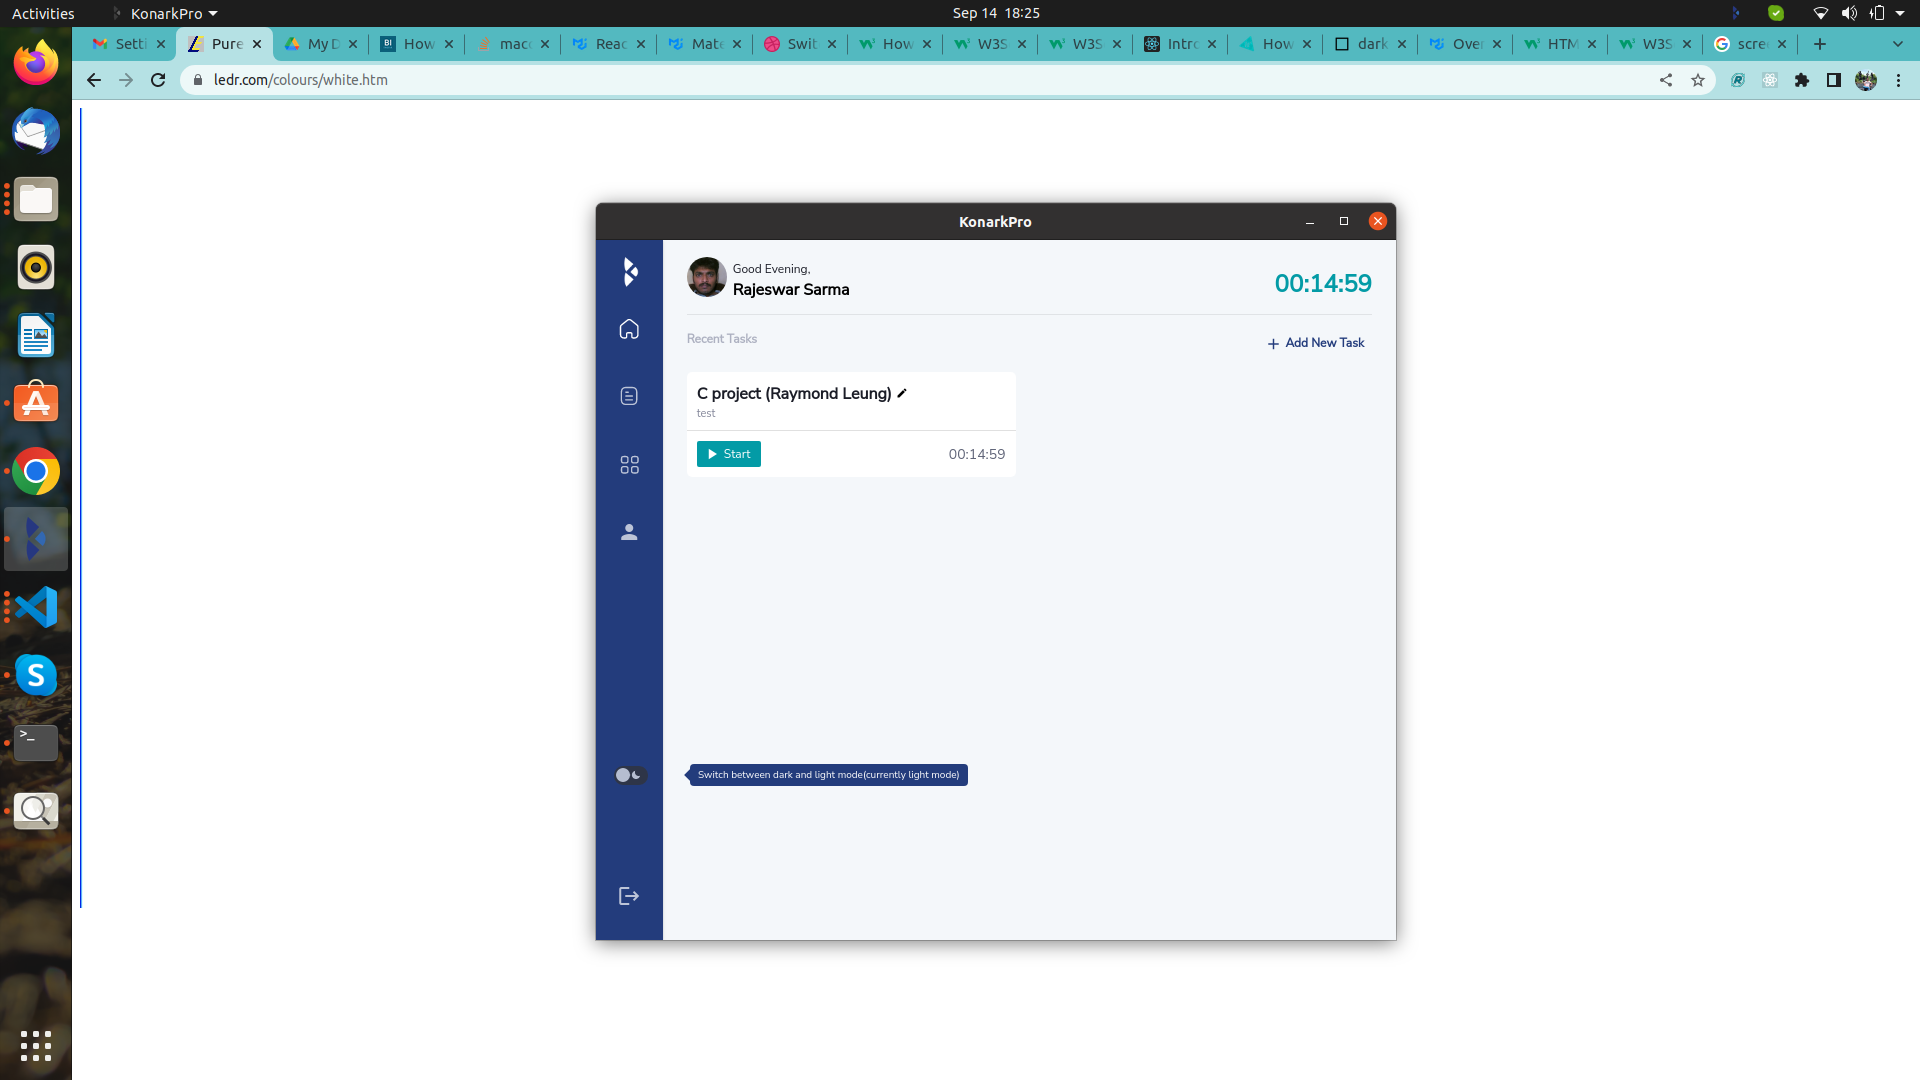 Activities
KonarkPro
Sep 14 18:25
Setti
Pure
My D
How
macc
Reac
Mate
Swit
How
W3S
W3S
Intro
How
dark
Over
HTM
W3S
scre
ledr.com/colours/white.htm
KonarkPro
Good Evening,
Rajeswar Sarma
00:14:59
Recent Tasks
Add New Task
C project (Raymond Leung)
test
Start
00:14:59
Switch between dark and light mode(currently light mode)